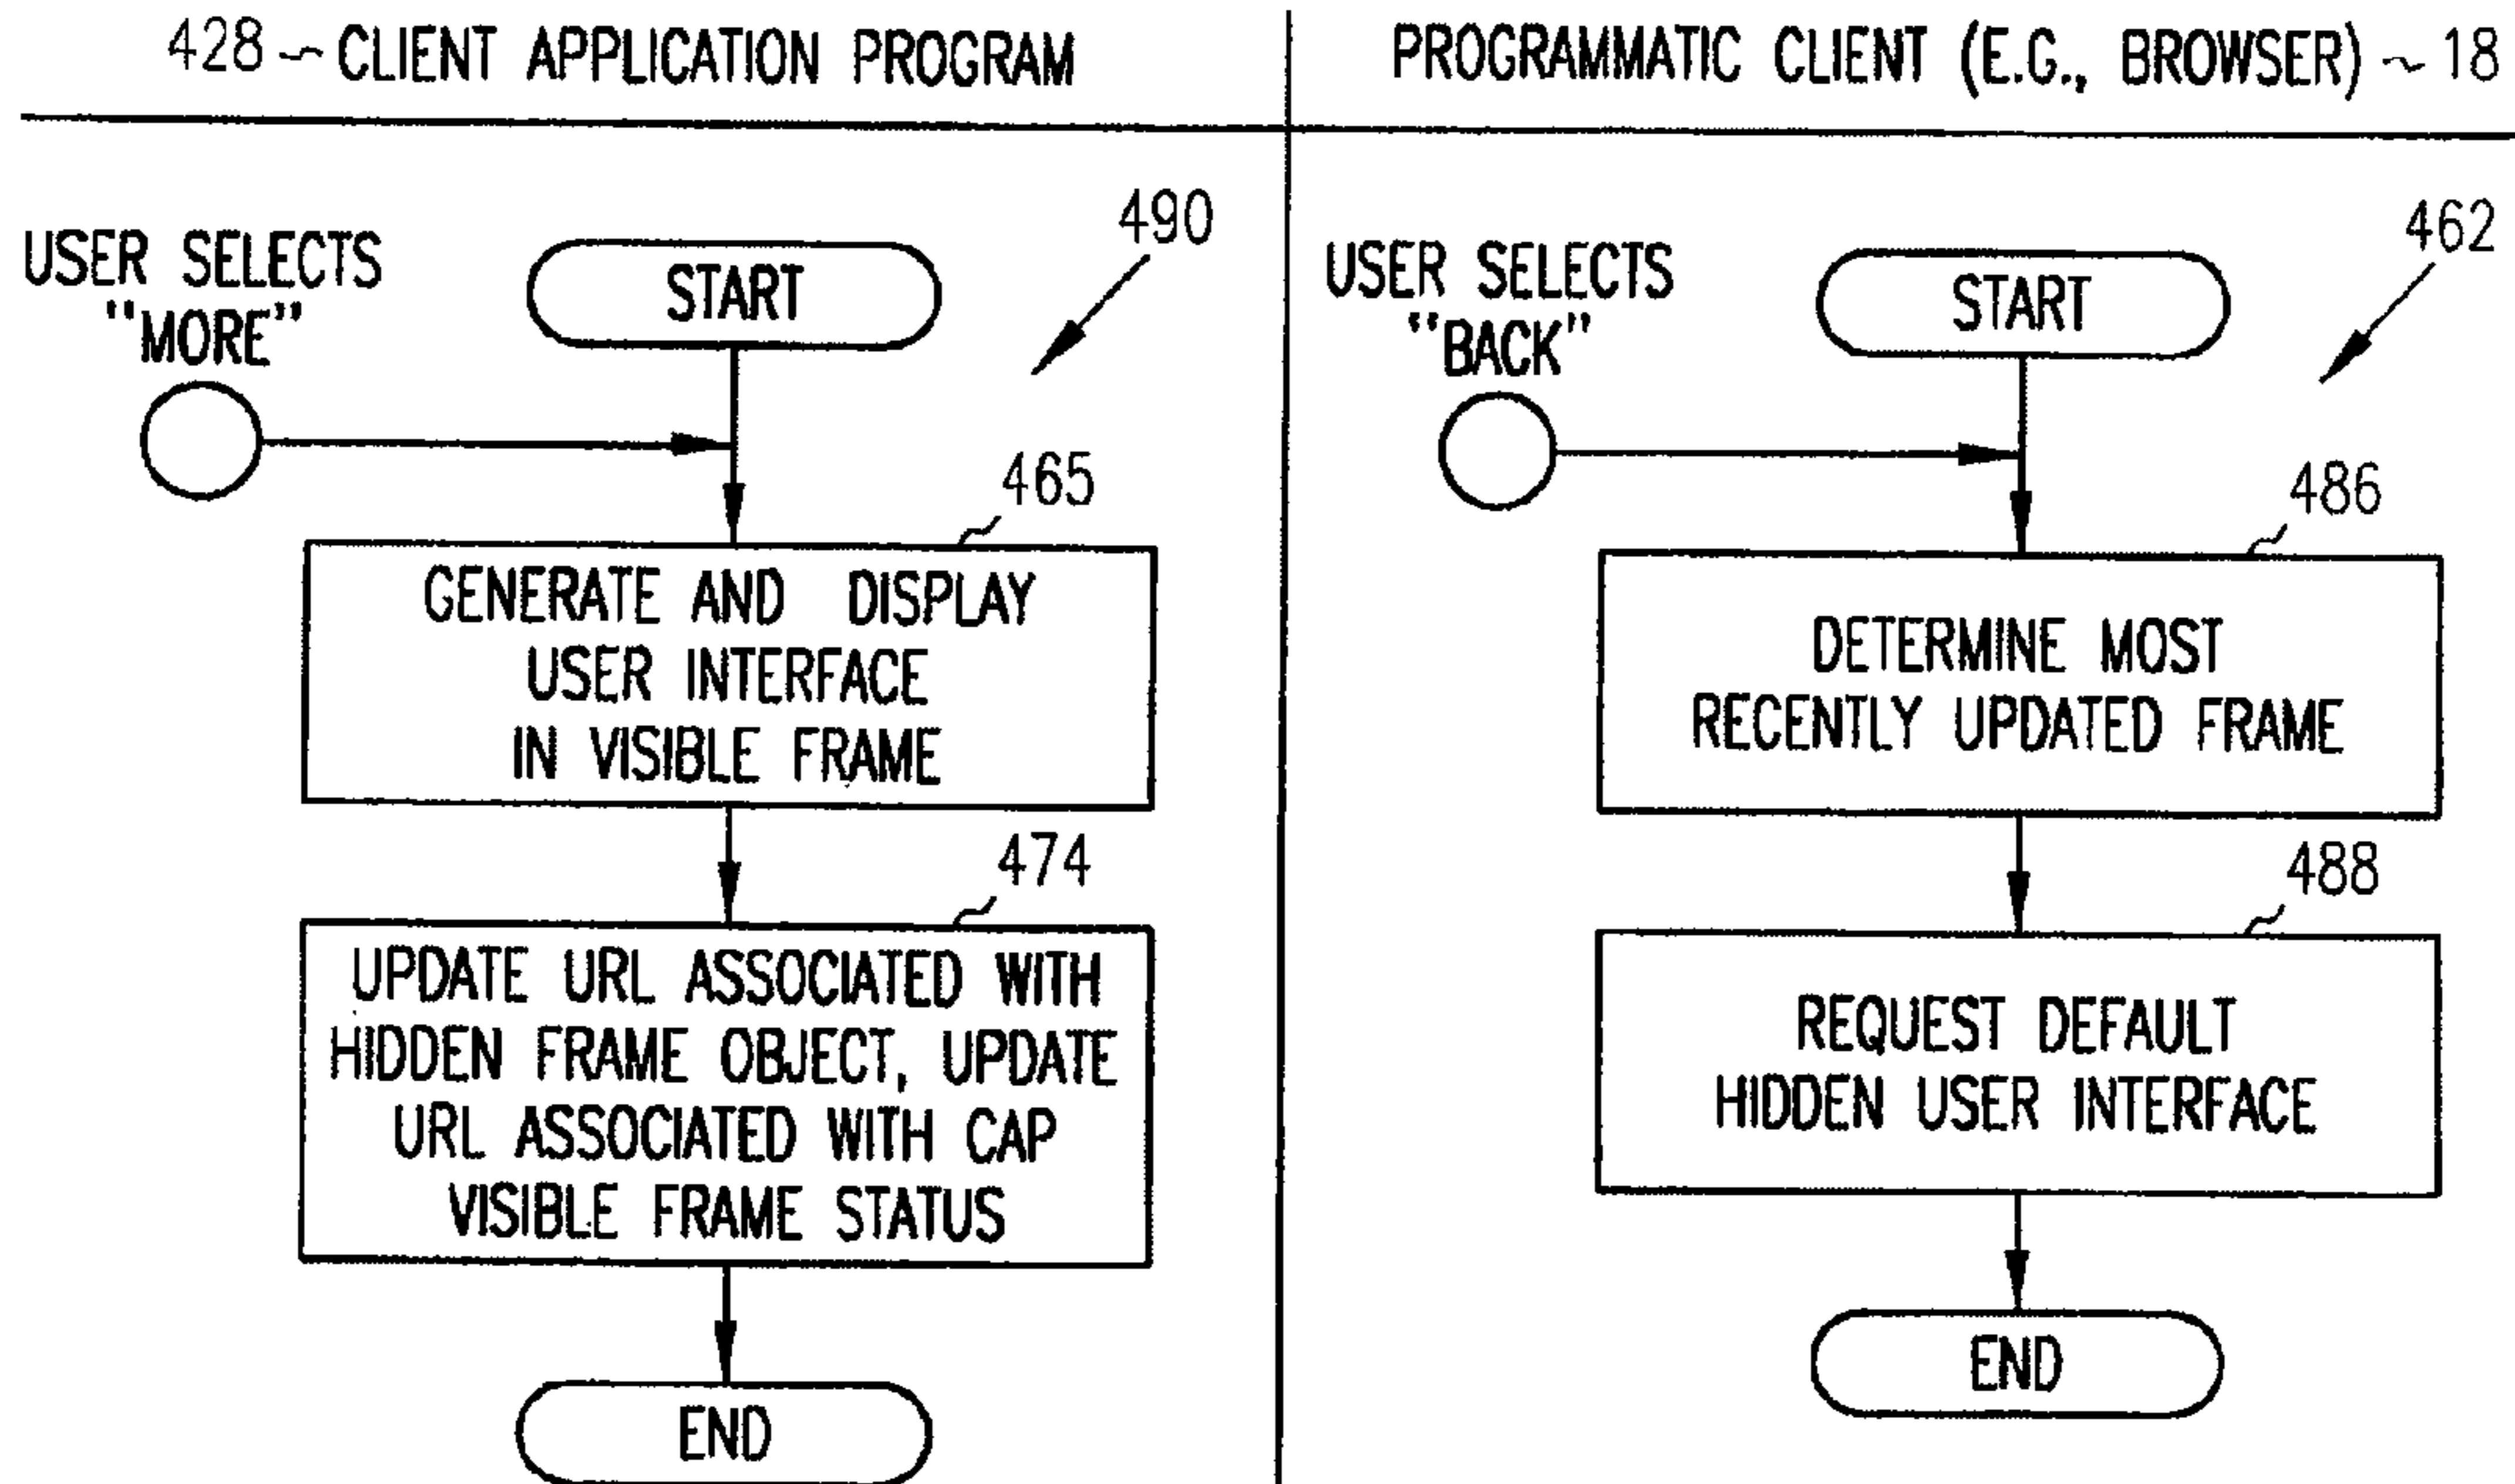 428 ~ CLIENT APPLICATION PROGRAM
490
USER SELECTS
"MORE"
START
465
GENERATE AND DISPLAY
USER INTERFACE
IN VISIBLE FRAME
474
UPDATE URL ASSOCIATED WITH
HIDDEN FRAME OBJECT, UPDATE
URL ASSOCIATED WITH CAP
VISIBLE FRAME STATUS
END
PROGRAMMATIC CLIENT (E.G., BROWSER) ~ 18
462
USER SELECTS
"BACK"
START
486
DETERMINE MOST
RECENTLY UPDATED FRAME
488
REQUEST DEFAULT
HIDDEN USER INTERFACE
END